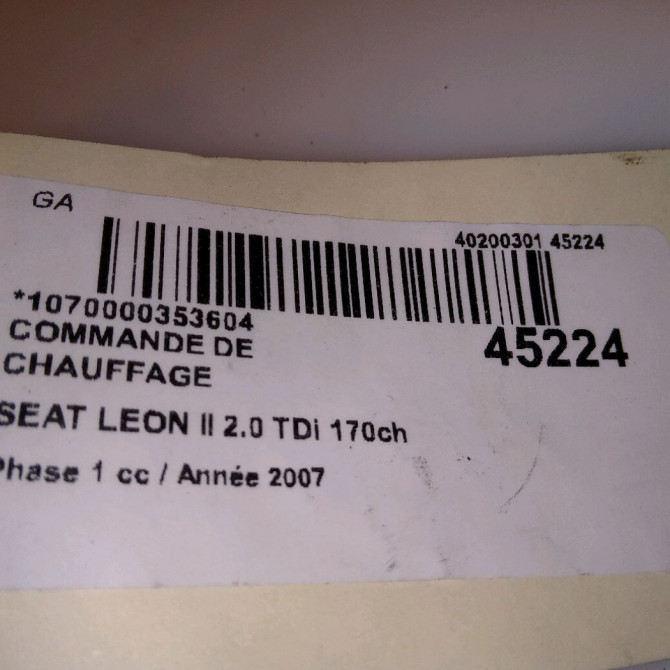 GA
40200301 45224
*1070000353604
COMMANDE DE
CHAUFFAGE
45224
SEAT LEON II 2.0 TDi 170ch
Phase 1 cc / Année 2007